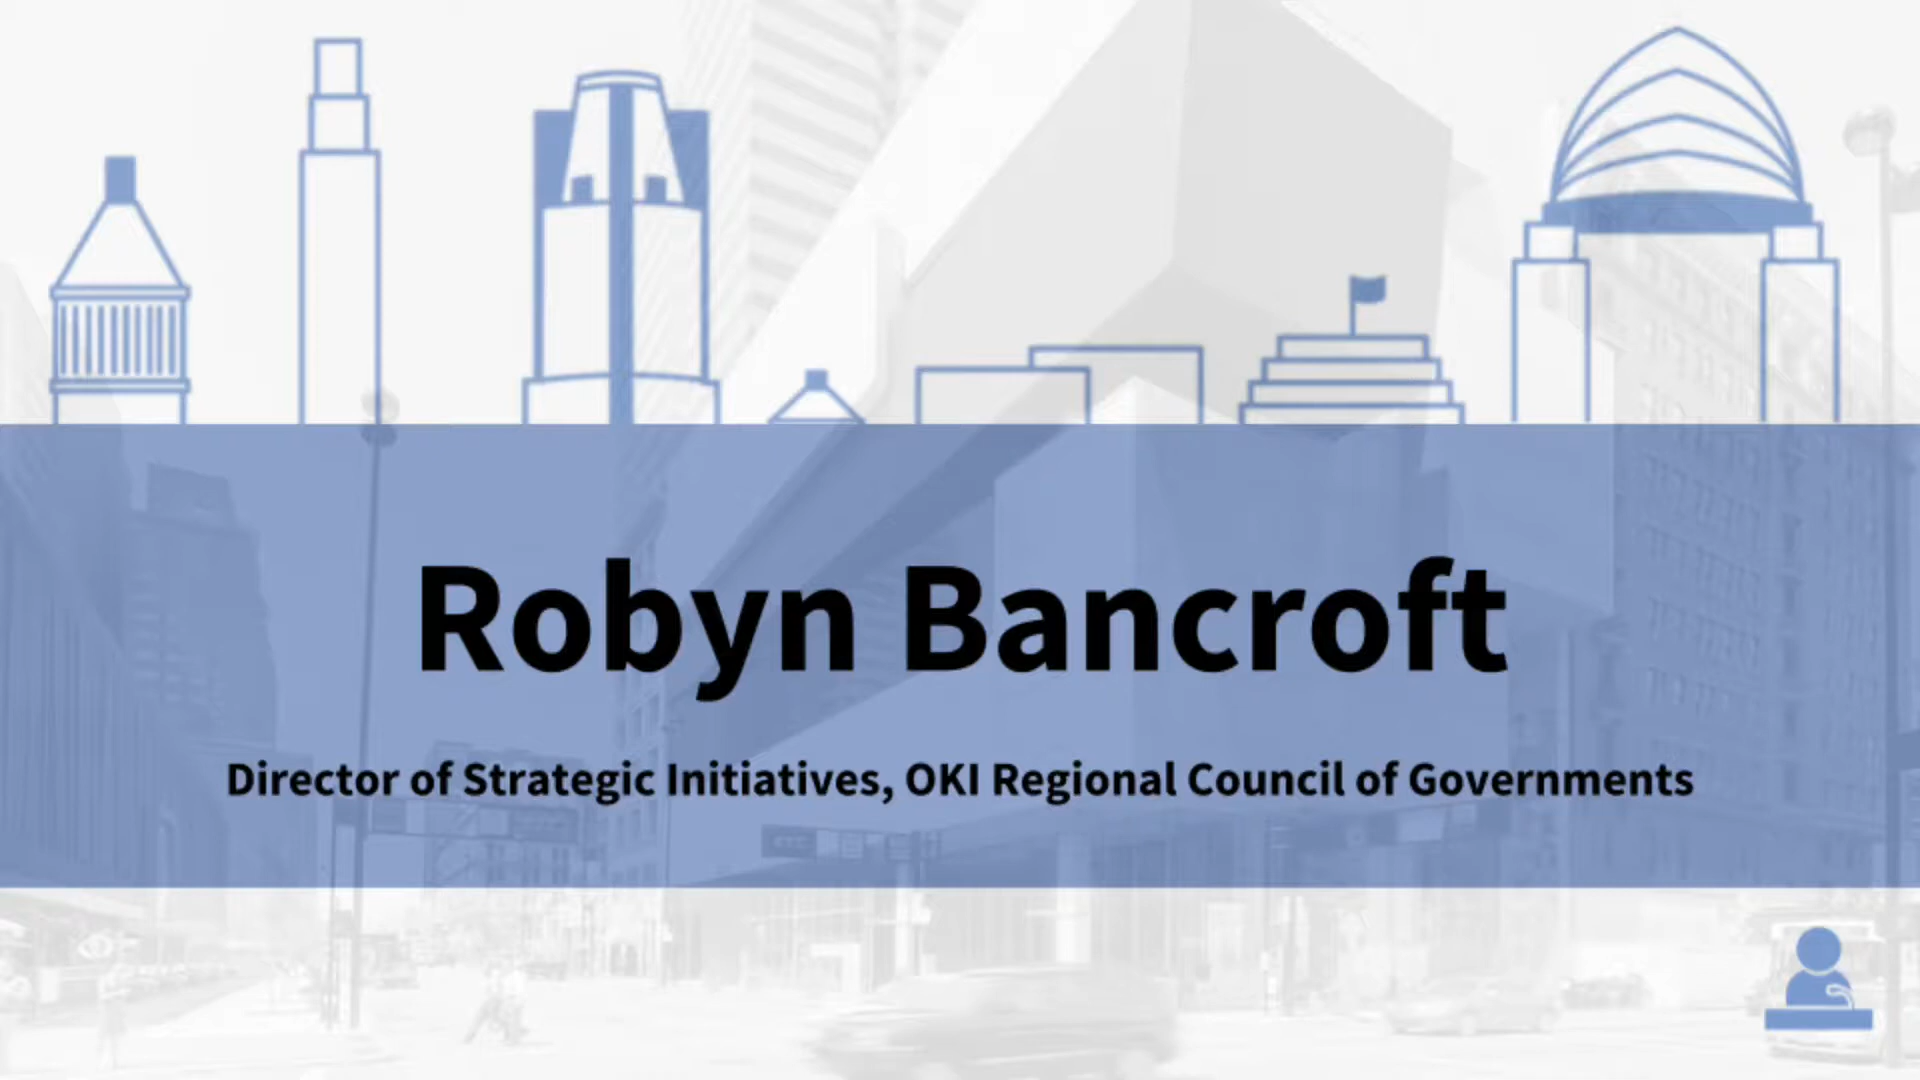 Robyn Bancroft
Director of Strategic Initiatives, OKI Regional Council of Governments